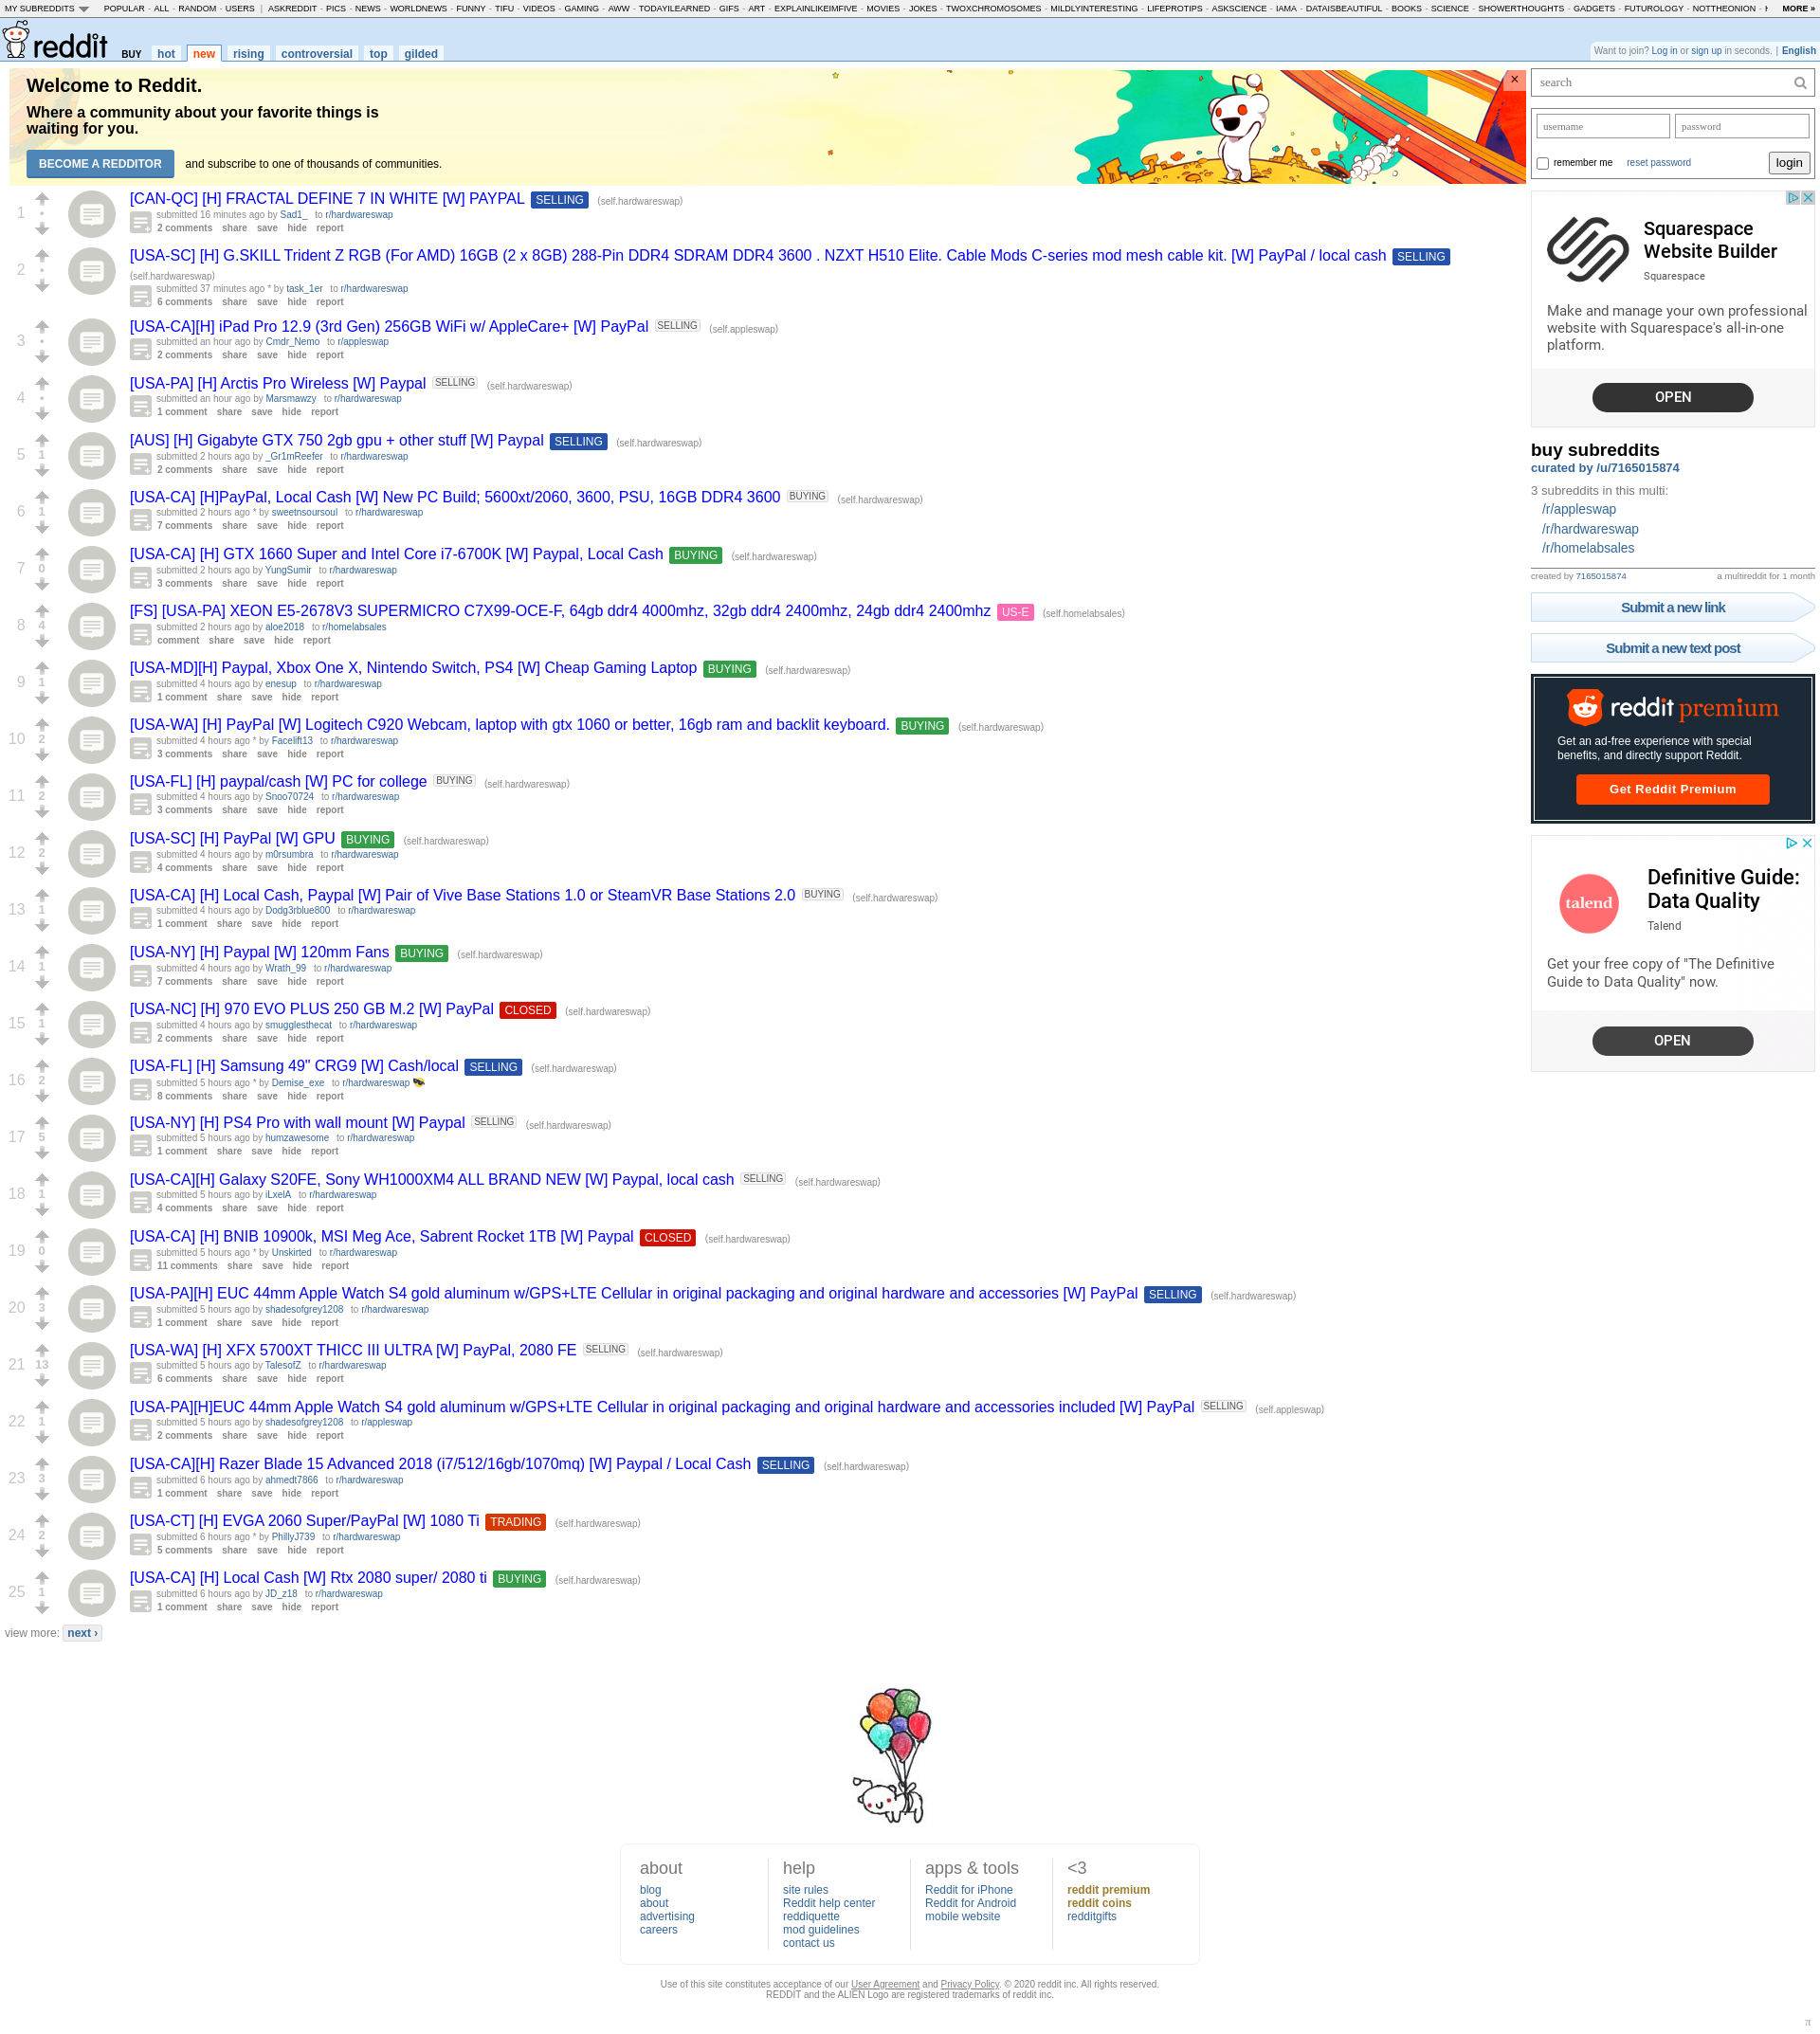 MY SUBREDDITS POPULAR - ALL - RANDOM - USERS | ASKREDDIT - PICS - NEWS - WORLDNEWS - FUNNY - TIFU - VIDEOS - GAMING - AWW - TODAYILEARNED - GIFS - ART - EXPLAINLIKEIMFIVE - MOVIES - JOKES - TWOXCHROMOSOMES - MILDLYINTERESTING - LIFEPROTIPS - ASKSCIENCE - IAMA - DATAISBEAUTIFUL - BOOKS - SCIENCE - SHOWERTHOUGHTS - GADGETS - FUTUROLOGY - NOTTHEONION - MORE »
reddit BUY hot new rising controversial top gilded
Want to join? Log in or sign up in seconds. | English
Welcome to Reddit.
Where a community about your favorite things is
waiting for you.
BECOME A REDDITOR and subscribe to one of thousands of communities.
×
1
[CAN-QC] [H] FRACTAL DEFINE 7 IN WHITE [W] PAYPAL SELLING (self.hardwareswap)
submitted 16 minutes ago by Sad1_ to r/hardwareswap
2 comments share save hide report
2
[USA-SC] [H] G.SKILL Trident Z RGB (For AMD) 16GB (2 x 8GB) 288-Pin DDR4 SDRAM DDR4 3600 . NZXT H510 Elite. Cable Mods C-series mod mesh cable kit. [W] PayPal / local cash SELLING
(self.hardwareswap)
submitted 37 minutes ago * by task_1er to r/hardwareswap
6 comments share save hide report
3
[USA-CA][H] iPad Pro 12.9 (3rd Gen) 256GB WiFi w/ AppleCare+ [W] PayPal SELLING (self.appleswap)
submitted an hour ago by Cmdr_Nemo to r/appleswap
2 comments share save hide report
4
[USA-PA] [H] Arctis Pro Wireless [W] Paypal SELLING (self.hardwareswap)
submitted an hour ago by Marsmawzy to r/hardwareswap
1 comment share save hide report
5 1
[AUS] [H] Gigabyte GTX 750 2gb gpu + other stuff [W] Paypal SELLING (self.hardwareswap)
submitted 2 hours ago by _Gr1mReefer to r/hardwareswap
2 comments share save hide report
6 1
[USA-CA] [H]PayPal, Local Cash [W] New PC Build; 5600xt/2060, 3600, PSU, 16GB DDR4 3600 BUYING (self.hardwareswap)
submitted 2 hours ago * by sweetnsoursoul to r/hardwareswap
7 comments share save hide report
7 0
[USA-CA] [H] GTX 1660 Super and Intel Core i7-6700K [W] Paypal, Local Cash BUYING (self.hardwareswap)
submitted 2 hours ago by YungSumir to r/hardwareswap
3 comments share save hide report
8 4
[FS] [USA-PA] XEON E5-2678V3 SUPERMICRO C7X99-OCE-F, 64gb ddr4 4000mhz, 32gb ddr4 2400mhz, 24gb ddr4 2400mhz US-E (self.homelabsales)
submitted 2 hours ago by aloe2018 to r/homelabsales
comment share save hide report
9 1
[USA-MD][H] Paypal, Xbox One X, Nintendo Switch, PS4 [W] Cheap Gaming Laptop BUYING (self.hardwareswap)
submitted 4 hours ago by enesup to r/hardwareswap
1 comment share save hide report
10 2
[USA-WA] [H] PayPal [W] Logitech C920 Webcam, laptop with gtx 1060 or better, 16gb ram and backlit keyboard. BUYING (self.hardwareswap)
submitted 4 hours ago * by Facelift13 to r/hardwareswap
3 comments share save hide report
11 2
[USA-FL] [H] paypal/cash [W] PC for college BUYING (self.hardwareswap)
submitted 4 hours ago by Snoo70724 to r/hardwareswap
3 comments share save hide report
12 2
[USA-SC] [H] PayPal [W] GPU BUYING (self.hardwareswap)
submitted 4 hours ago by m0rsumbra to r/hardwareswap
4 comments share save hide report
13 1
[USA-CA] [H] Local Cash, Paypal [W] Pair of Vive Base Stations 1.0 or SteamVR Base Stations 2.0 BUYING (self.hardwareswap)
submitted 4 hours ago by Dodg3rblue800 to r/hardwareswap
1 comment share save hide report
14 1
[USA-NY] [H] Paypal [W] 120mm Fans BUYING (self.hardwareswap)
submitted 4 hours ago by Wrath_99 to r/hardwareswap
7 comments share save hide report
15 1
[USA-NC] [H] 970 EVO PLUS 250 GB M.2 [W] PayPal CLOSED (self.hardwareswap)
submitted 4 hours ago by smugglesthecat to r/hardwareswap
2 comments share save hide report
16 2
[USA-FL] [H] Samsung 49" CRG9 [W] Cash/local SELLING (self.hardwareswap)
submitted 5 hours ago * by Demise_exe to r/hardwareswap
8 comments share save hide report
17 5
[USA-NY] [H] PS4 Pro with wall mount [W] Paypal SELLING (self.hardwareswap)
submitted 5 hours ago by humzawesome to r/hardwareswap
1 comment share save hide report
18 1
[USA-CA][H] Galaxy S20FE, Sony WH1000XM4 ALL BRAND NEW [W] Paypal, local cash SELLING (self.hardwareswap)
submitted 5 hours ago by iLxelA to r/hardwareswap
4 comments share save hide report
19 0
[USA-CA] [H] BNIB 10900k, MSI Meg Ace, Sabrent Rocket 1TB [W] Paypal CLOSED (self.hardwareswap)
submitted 5 hours ago * by Unskirted to r/hardwareswap
11 comments share save hide report
20 3
[USA-PA][H] EUC 44mm Apple Watch S4 gold aluminum w/GPS+LTE Cellular in original packaging and original hardware and accessories [W] PayPal SELLING (self.hardwareswap)
submitted 5 hours ago by shadesofgrey1208 to r/hardwareswap
1 comment share save hide report
21 13
[USA-WA] [H] XFX 5700XT THICC III ULTRA [W] PayPal, 2080 FE SELLING (self.hardwareswap)
submitted 5 hours ago by TalesofZ to r/hardwareswap
6 comments share save hide report
22 1
[USA-PA][H]EUC 44mm Apple Watch S4 gold aluminum w/GPS+LTE Cellular in original packaging and original hardware and accessories included [W] PayPal SELLING (self.appleswap)
submitted 5 hours ago by shadesofgrey1208 to r/appleswap
2 comments share save hide report
23 3
[USA-CA][H] Razer Blade 15 Advanced 2018 (i7/512/16gb/1070mq) [W] Paypal / Local Cash SELLING (self.hardwareswap)
submitted 6 hours ago by ahmedt7866 to r/hardwareswap
1 comment share save hide report
24 2
[USA-CT] [H] EVGA 2060 Super/PayPal [W] 1080 Ti TRADING (self.hardwareswap)
submitted 6 hours ago * by PhillyJ739 to r/hardwareswap
5 comments share save hide report
25 1
[USA-CA] [H] Local Cash [W] Rtx 2080 super/ 2080 ti BUYING (self.hardwareswap)
submitted 6 hours ago by JD_z18 to r/hardwareswap
1 comment share save hide report
view more: next ›
search
username password
remember me reset password login
Squarespace
Website Builder
Squarespace
Make and manage your own professional
website with Squarespace's all-in-one
platform.
OPEN
buy subreddits
curated by /u/7165015874
3 subreddits in this multi:
/r/appleswap
/r/hardwareswap
/r/homelabsales
created by 7165015874 a multireddit for 1 month
Submit a new link
Submit a new text post
reddit premium
Get an ad-free experience with special
benefits, and directly support Reddit.
Get Reddit Premium
talend
Definitive Guide:
Data Quality
Talend
Get your free copy of "The Definitive
Guide to Data Quality" now.
OPEN
about
blog
about
advertising
careers
help
site rules
Reddit help center
reddiquette
mod guidelines
contact us
apps & tools
Reddit for iPhone
Reddit for Android
mobile website
<3
reddit premium
reddit coins
redditgifts
Use of this site constitutes acceptance of our User Agreement and Privacy Policy. © 2020 reddit inc. All rights reserved.
REDDIT and the ALIEN Logo are registered trademarks of reddit inc.
π